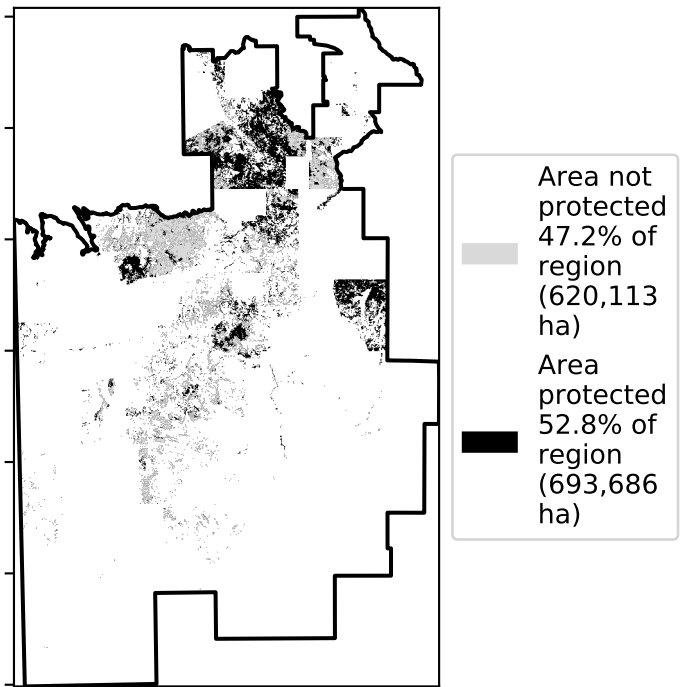 Area not
protected
47.2% of
region
(620,113
ha)
Area
protected
52.8% of
region
(693,686
ha)